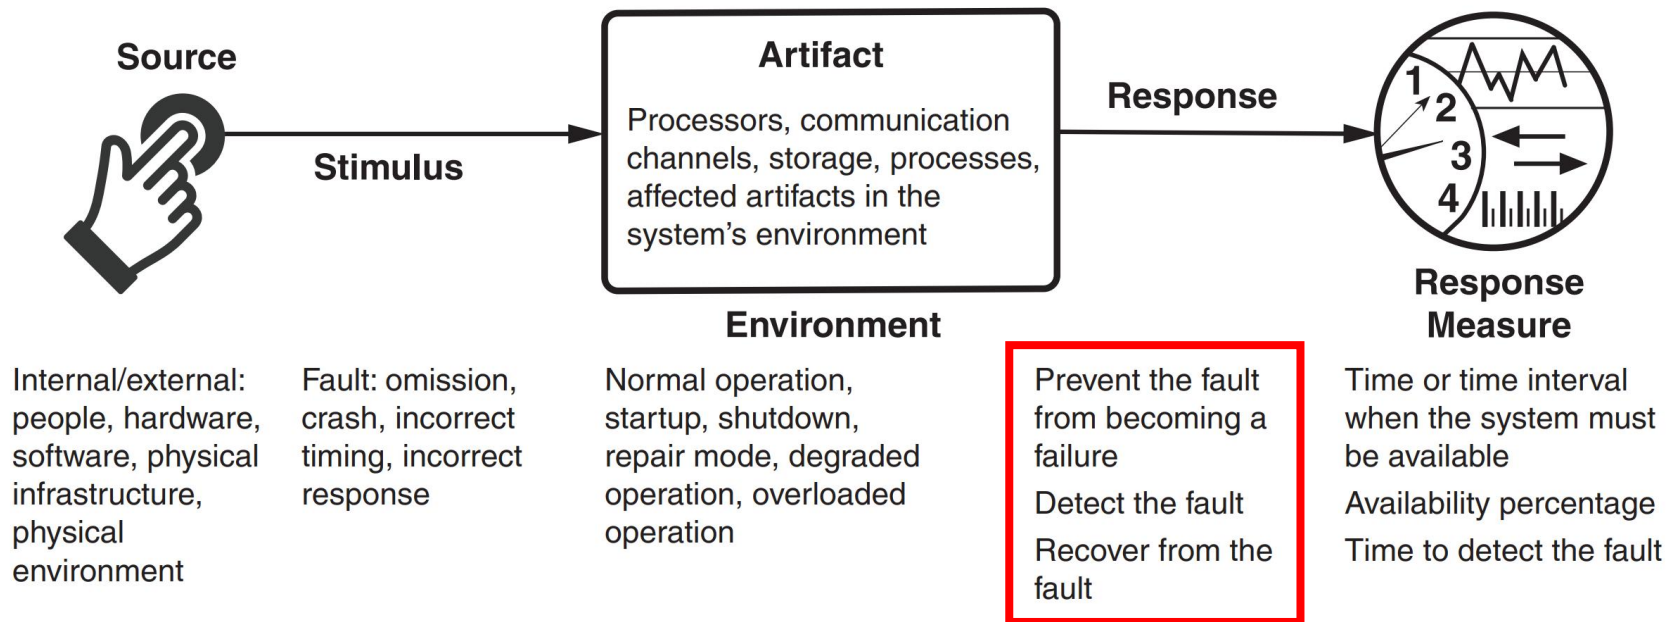 Source
Stimulus
Artifact
Processors, communication
channels, storage, processes,
affected artifacts in the
system's environment
Environment
Response
1
2
3
4
Response
Measure
Internal/external:
people, hardware,
software, physical
infrastructure,
physical
environment
Fault: omission,
crash, incorrect
timing, incorrect
response
Normal operation,
startup, shutdown,
repair mode, degraded
operation, overloaded
operation
Prevent the fault
from becoming a
failure
Detect the fault
Recover from the
fault
Time or time interval
when the system must
be available
Availability percentage
Time to detect the fault